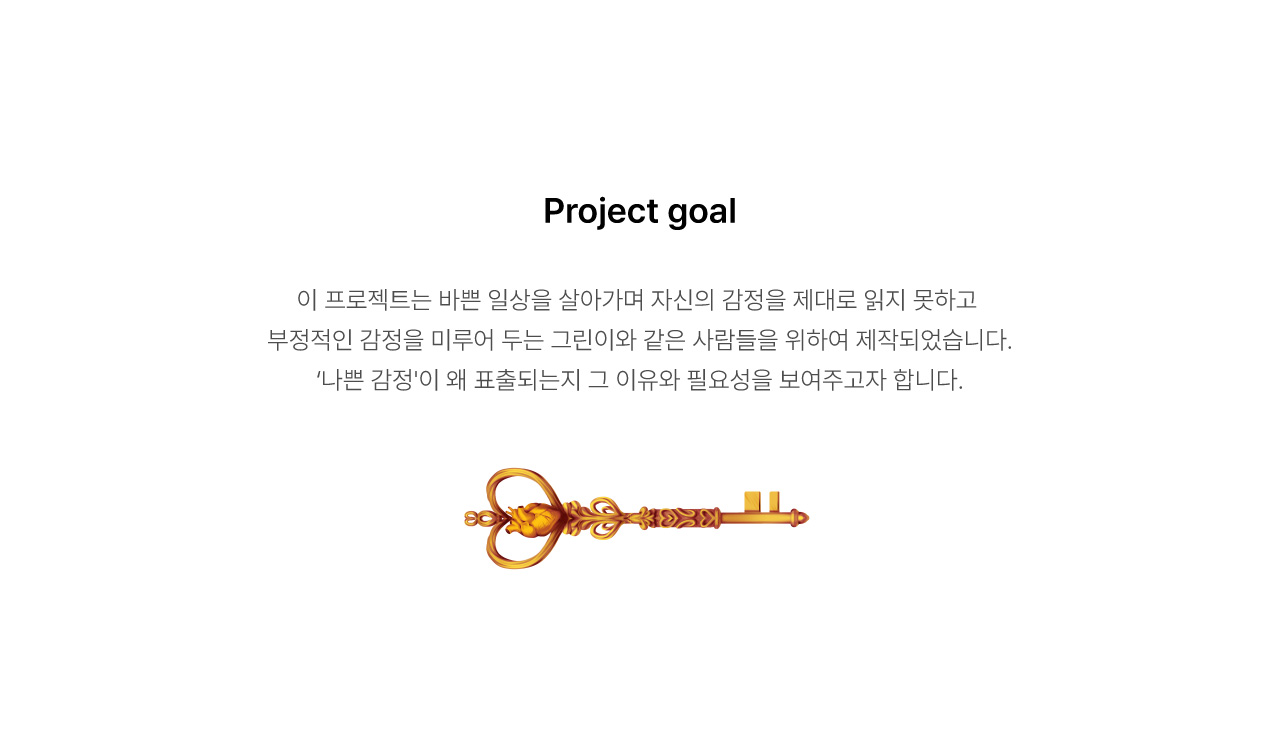 Project goal
이 프로젝트는 바쁜 일상을 살아가며 자신의 감정을 제대로 읽지 못하고
부정적인 감정을 미루어 두는 그린이와 같은 사람들을 위하여 제작되었습니다.
‘나쁜 감정'이 왜 표출되는지 그 이유와 필요성을 보여주고자 합니다.